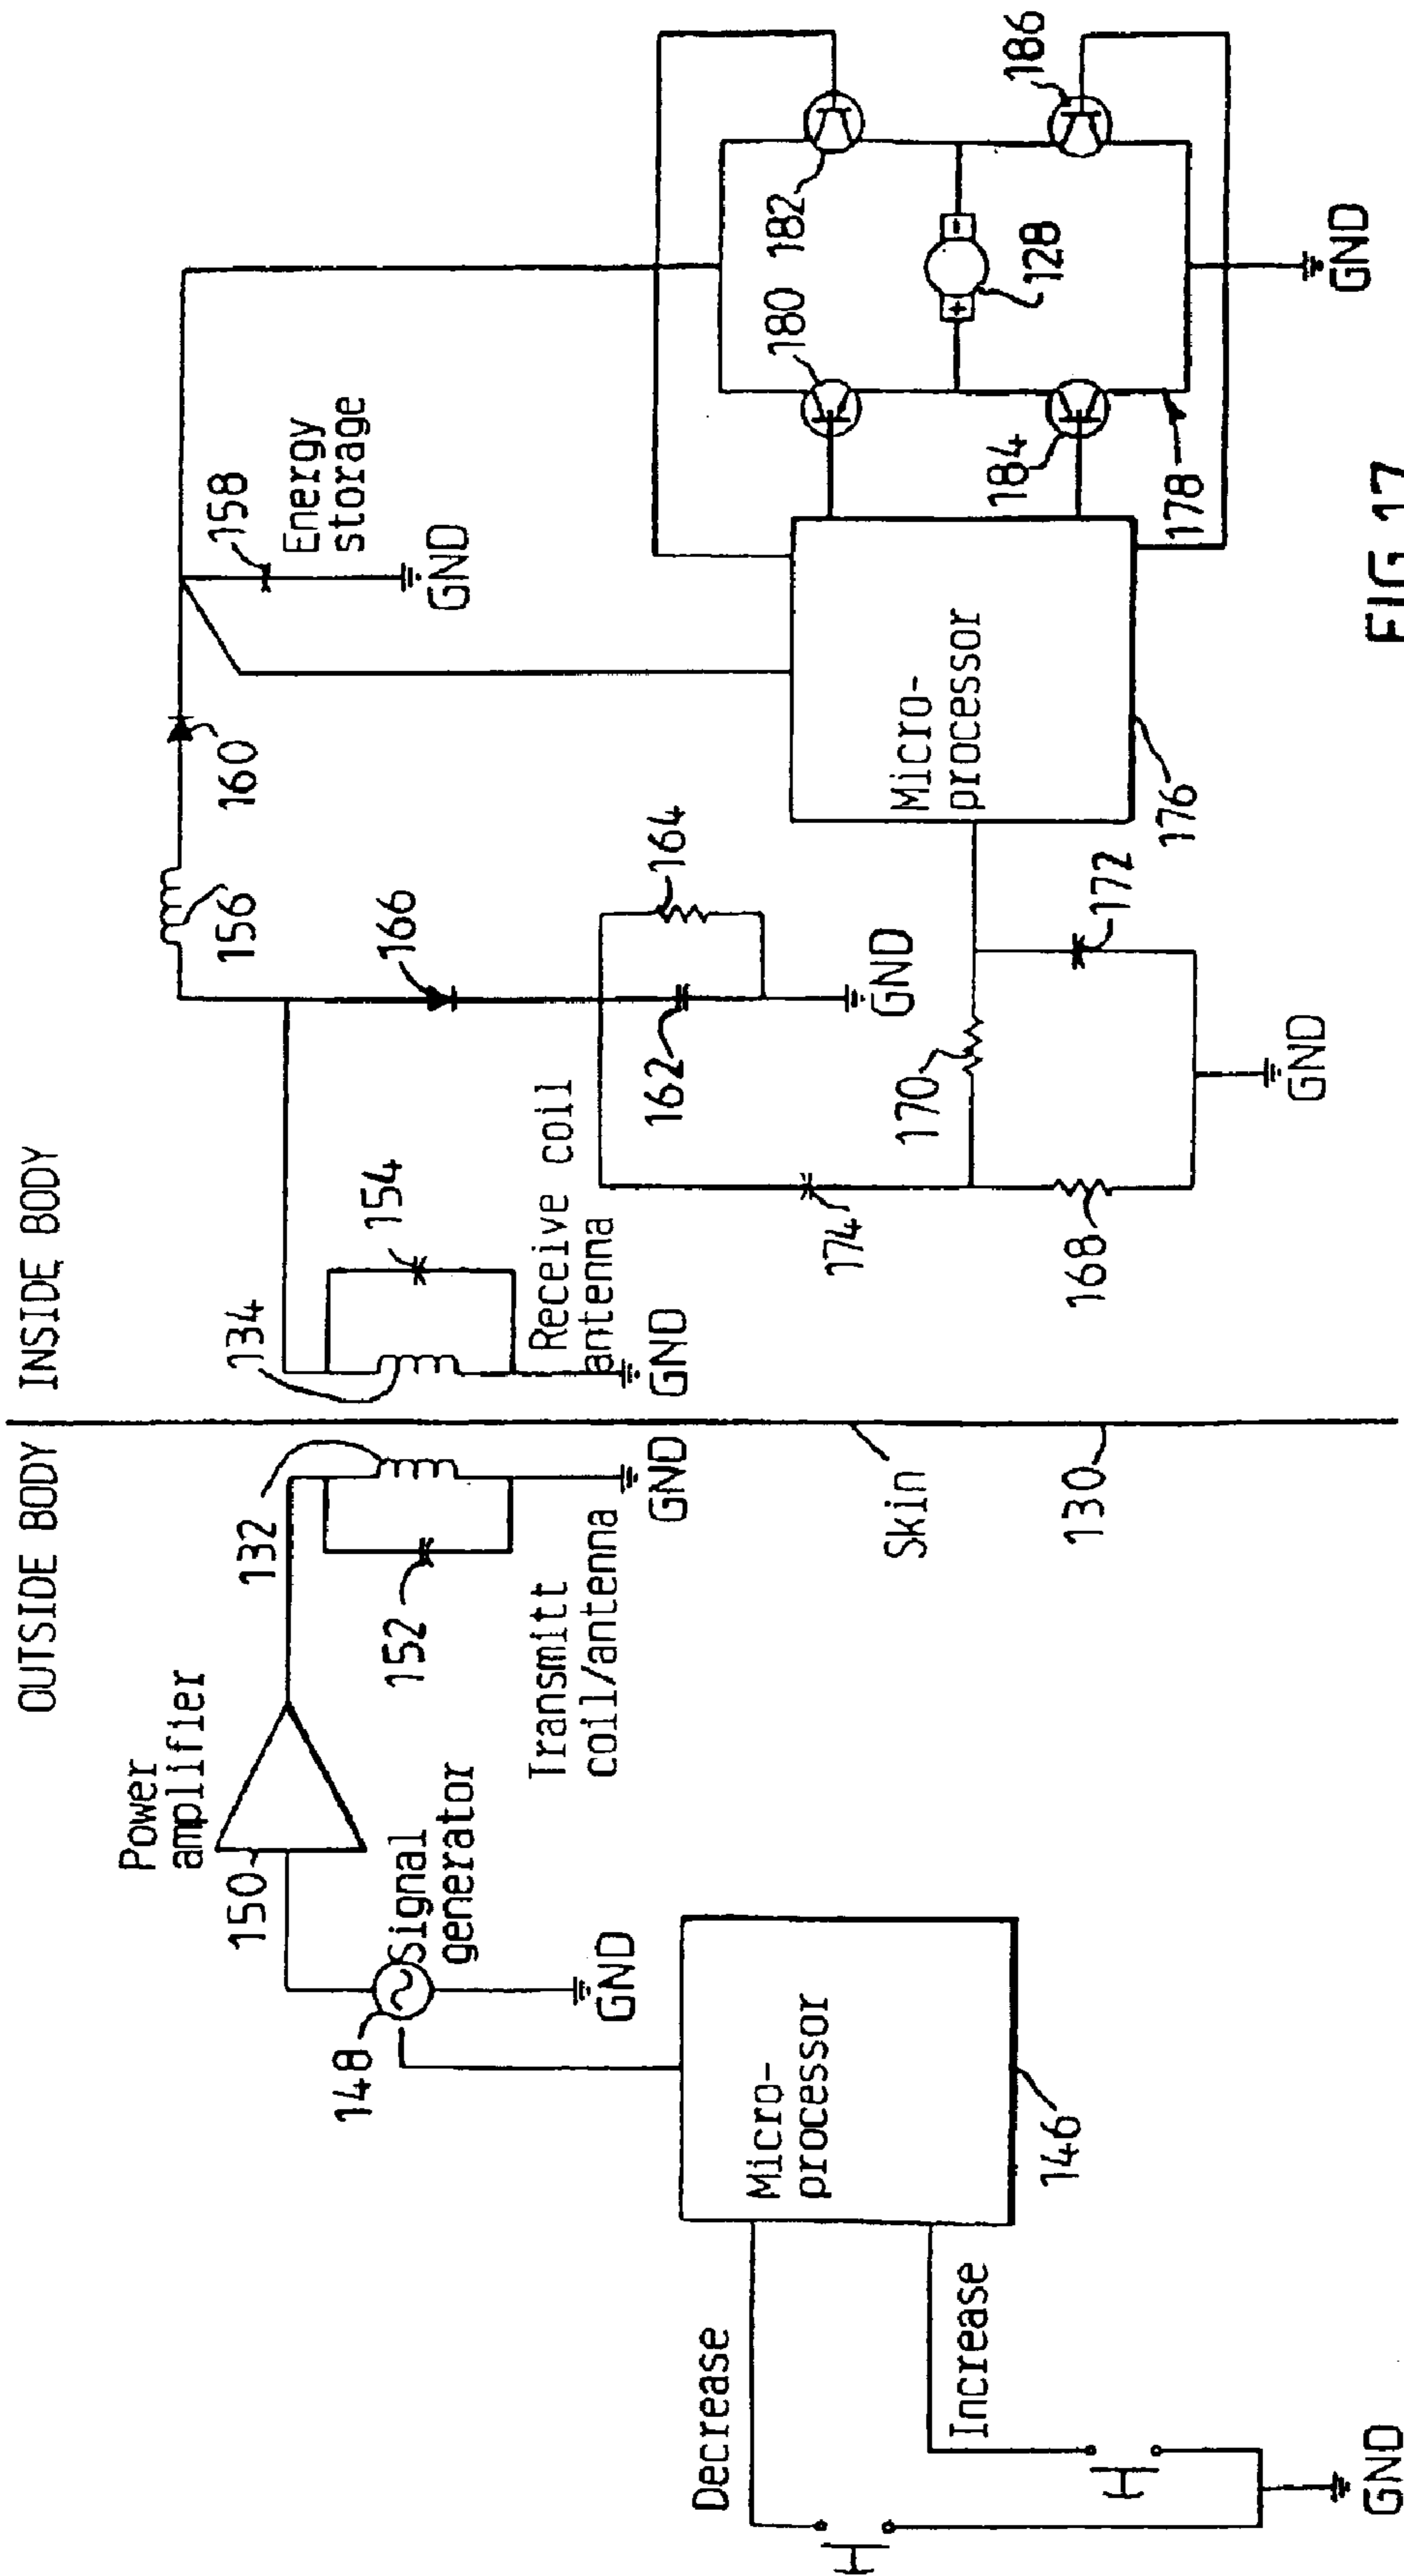 OUTSIDE BODY
INSIDE BODY
Power
amplifier
150
148
Signal
generator
GND
132
152
Transmitt
coil/antenna
GND
Micro-
processor
146
Decrease
Increase
GND
Skin
130
134
154
Receive coil
antenna
GND
156
160
158
Energy
storage
GND
166
164
162
GND
174
170
172
168
GND
Micro-
processor
176
180
182
128
+
-
184
186
178
GND
FIG.17